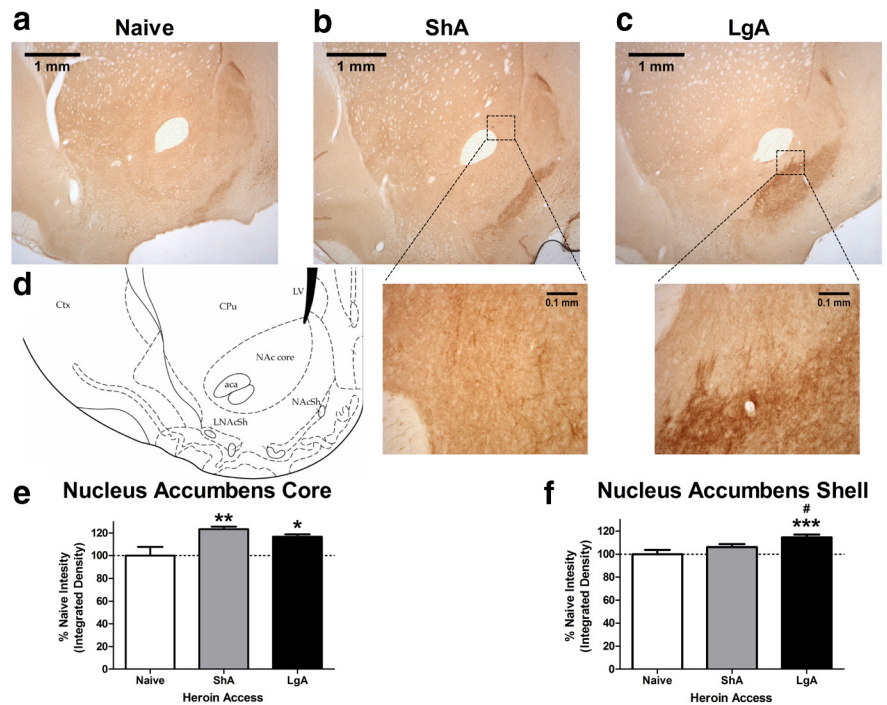 a
Naive
1 mm
b
ShA
1 mm
c
LgA
1 mm
d
Ctx
CPu
LV
NAc core
aca
NAcSh
LNAcSh
0.1 mm
0.1 mm
e
Nucleus Accumbens Core
% Naive Intesity
(Integrated Density)
120
100
80
60
40
20
0
**
*
Naive
ShA
LgA
Heroin Access
f
Nucleus Accumbens Shell
% Naive Intesity
(Integrated Density)
120
100
80
60
40
20
0
#
***
Naive
ShA
LgA
Heroin Access